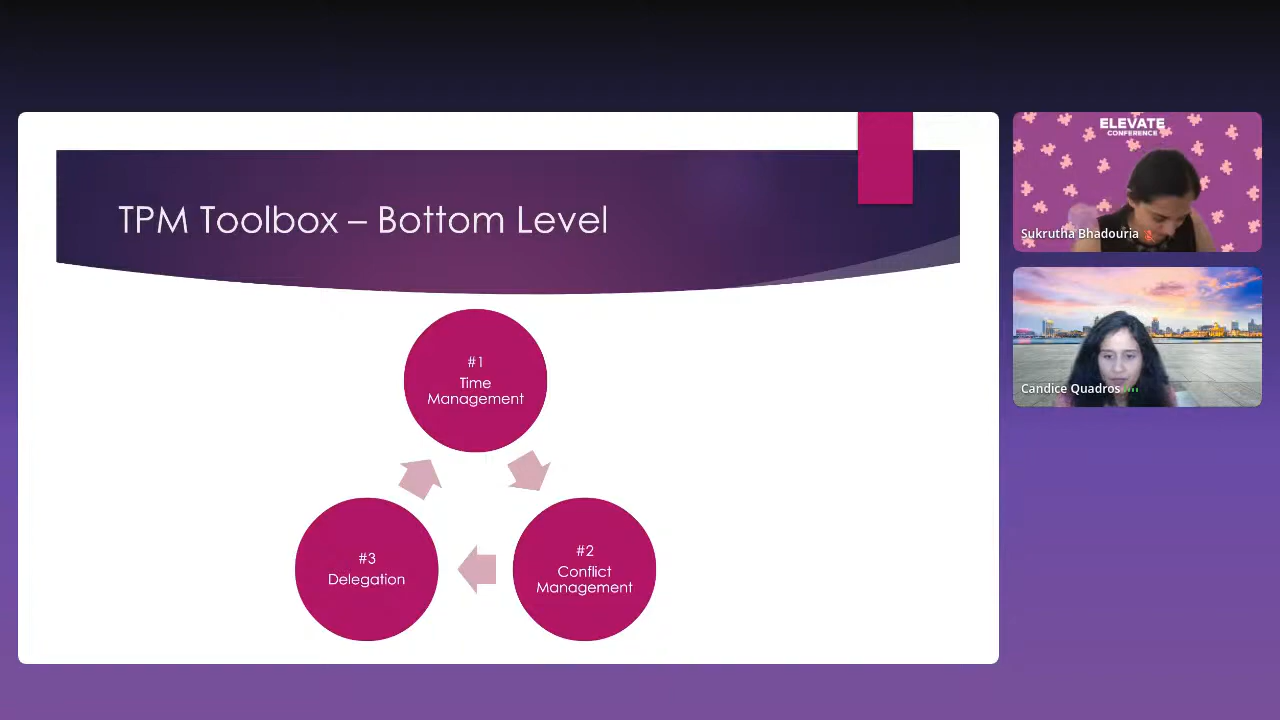 TPM Toolbox – Bottom Level
#1
Time
Management
#2
Conflict
Management
#3
Delegation
ELEVATE
CONFERENCE
Sukrutha Bhadouria
Candice Quadros